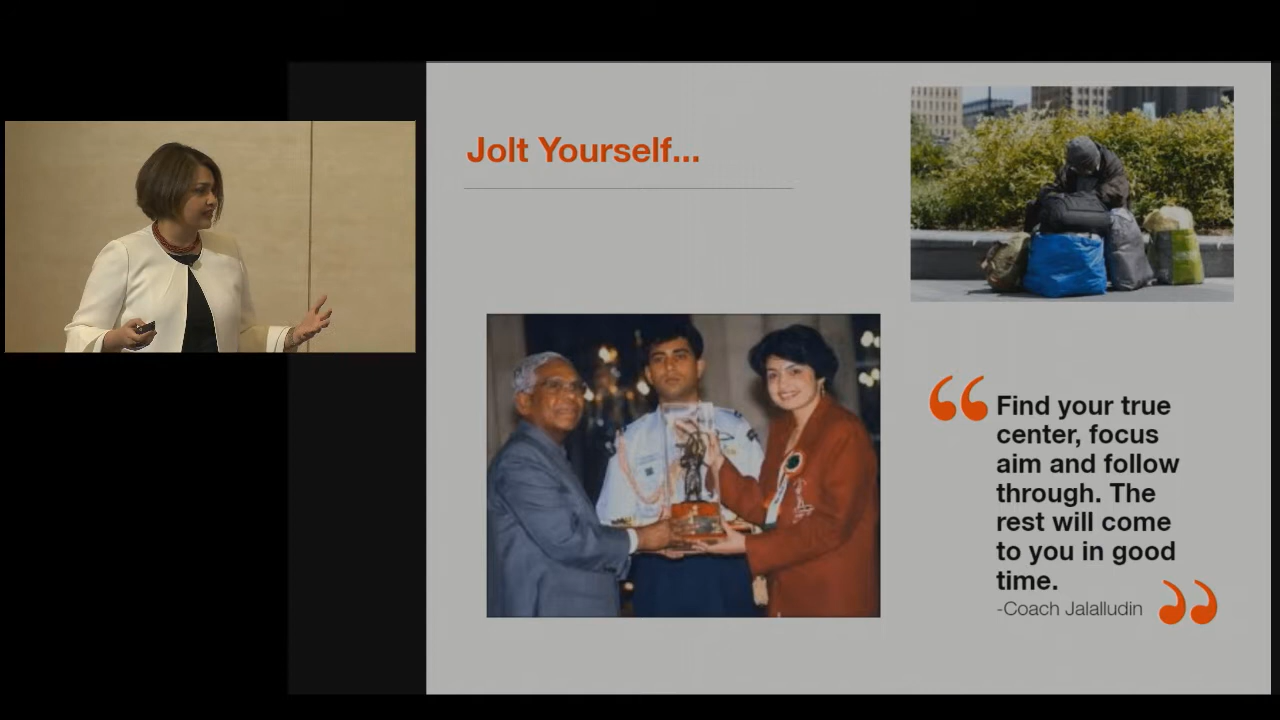 Jolt Yourself...
“Find your true
center, focus
aim and follow
through. The
rest will come
to you in good
time.
-Coach Jalalludin ”